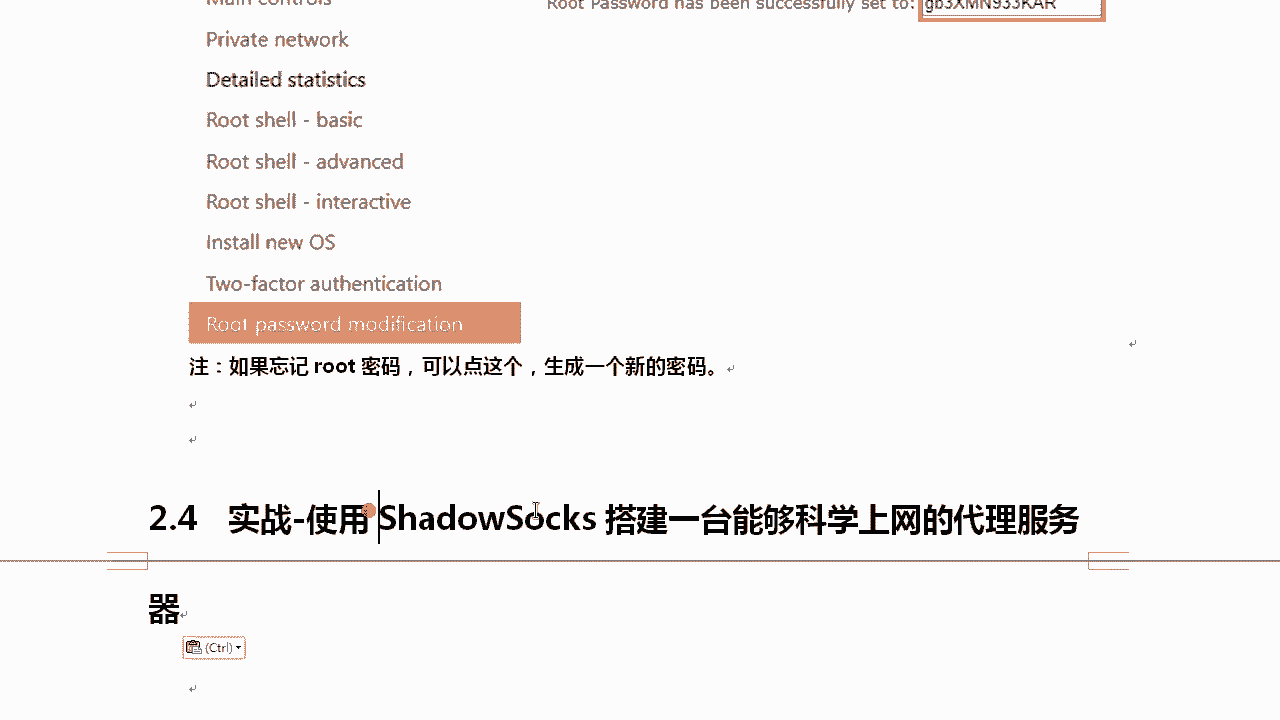 Main controls
Root Password has been successfully set to: gb3XMN933KAR
Private network
Detailed statistics
Root shell - basic
Root shell - advanced
Root shell - interactive
Install new OS
Two-factor authentication
Root password modification
注：如果忘记 root 密码，可以点这个，生成一个新的密码。
2.4 实战-使用 ShadowSocks 搭建一台能够科学上网的代理服务
器
(Ctrl)